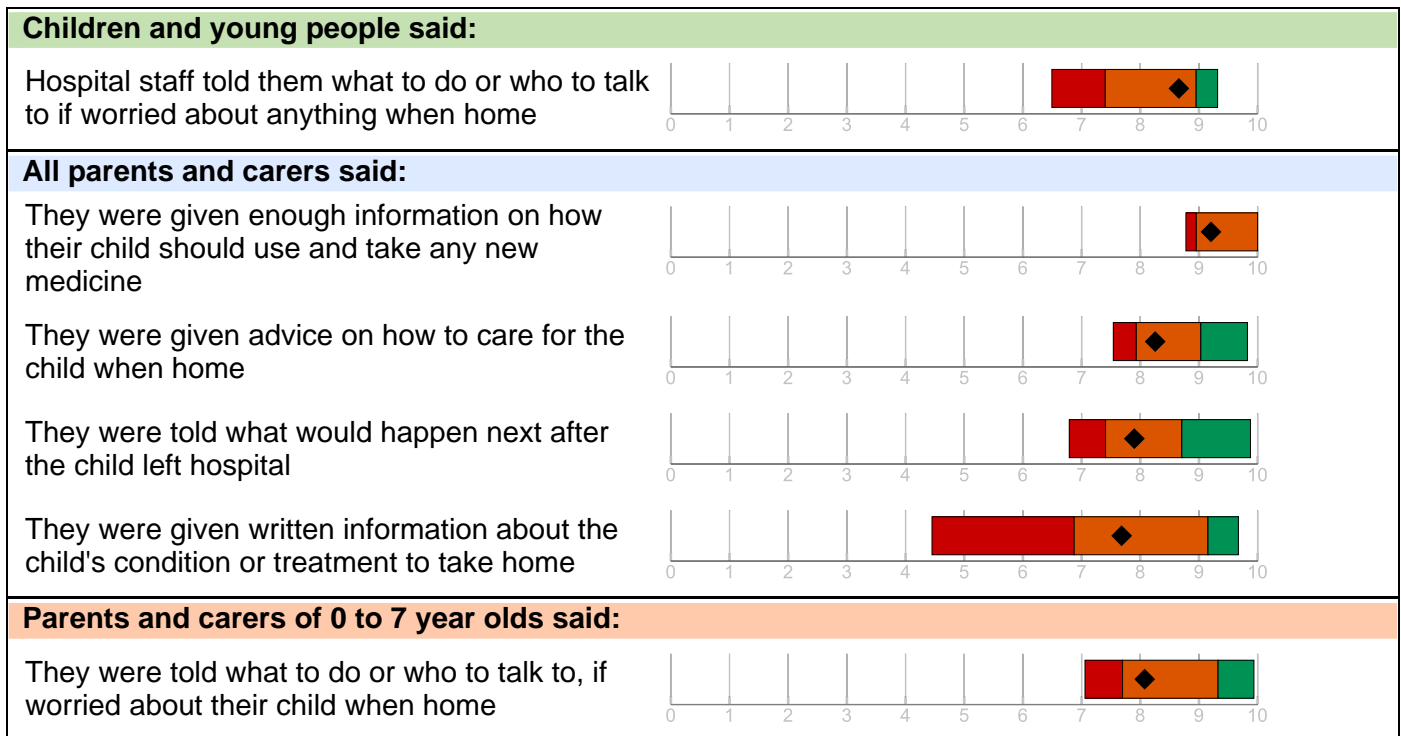 Children and young people said:
Hospital staff told them what to do or who to talk
to if worried about anything when home
0 1 2 3 4 5 6 7 8 9 10
All parents and carers said:
They were given enough information on how
their child should use and take any new
medicine
0 1 2 3 4 5 6 7 8 9 10
They were given advice on how to care for the
child when home
0 1 2 3 4 5 6 7 8 9 10
They were told what would happen next after
the child left hospital
0 1 2 3 4 5 6 7 8 9 10
They were given written information about the
child's condition or treatment to take home
0 1 2 3 4 5 6 7 8 9 10
Parents and carers of 0 to 7 year olds said:
They were told what to do or who to talk to, if
worried about their child when home
0 1 2 3 4 5 6 7 8 9 10